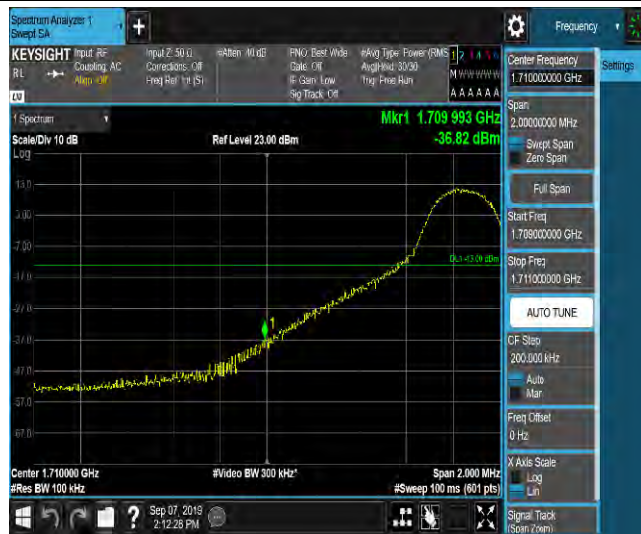 Spectrum Analyzer 1
Swept SA
+
Frequency
KEYSIGHT
RL
Input: RF
Coupling: AC
Align: Off
Input Z: 50 Ω
Corrections: Off
Freq Ref: Int (S)
#Atten: 40 dB
PNO: Best Wide
Gate: Off
IF Gain: Low
Sig Track: Off
#Avg Type: Power (RMS
Avg|Hold: 30/30
Trig: Free Run
1 2 3 4 5 6
M W W W W W
A A A A A A
LV
1 Spectrum
Scale/Div 10 dB
Log
Ref Level 23.00 dBm
Mkr1 1.709 993 GHz
-36.82 dBm
13.0
3.00
-7.00
-17.0
-27.0
-37.0
-47.0
-57.0
-67.0
DL1 -13.00 dBm
1
Center 1.710000 GHz
#Res BW 100 kHz
#Video BW 300 kHz*
Span 2.000 MHz
#Sweep 100 ms (601 pts)
Sep 07, 2019
2:12:28 PM
?
Center Frequency
1.710000000 GHz
Settings
Span
2.00000000 MHz
Swept Span
Zero Span
Full Span
Start Freq
1.709000000 GHz
Stop Freq
1.711000000 GHz
AUTO TUNE
CF Step
200.000 kHz
Auto
Man
Freq Offset
0 Hz
X Axis Scale
Log
Lin
Signal Track
(Span Zoom)